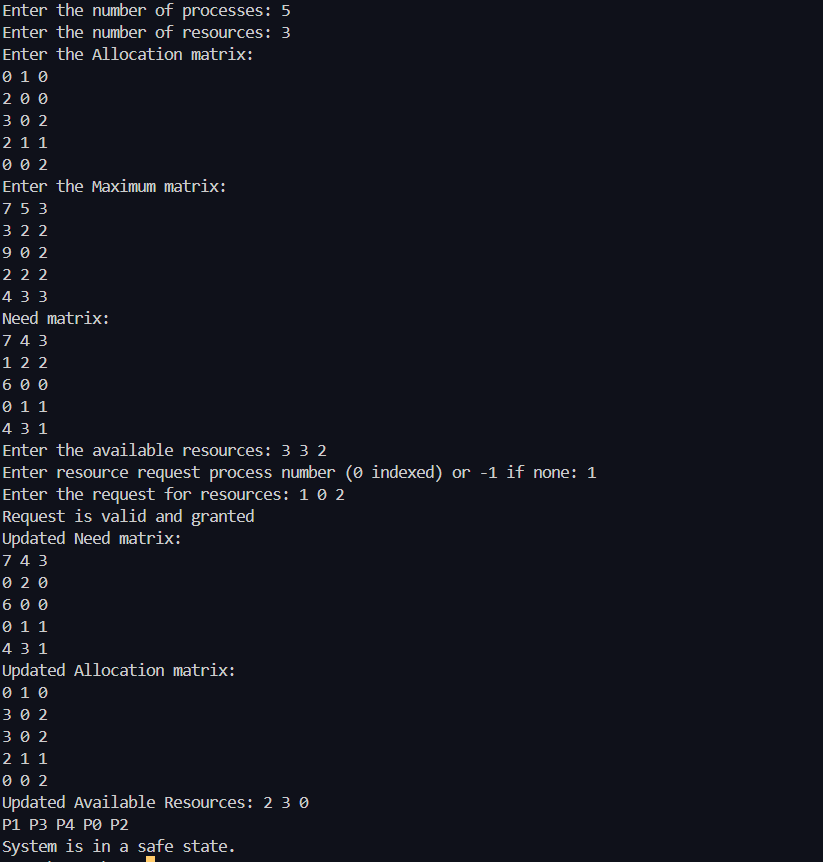 Enter the number of processes: 5
Enter the number of resources: 3
Enter the Allocation matrix:
0 1 0
2 0 0
3 0 2
2 1 1
0 0 2
Enter the Maximum matrix:
7 5 3
3 2 2
9 0 2
2 2 2
4 3 3
Need matrix:
7 4 3
1 2 2
6 0 0
0 1 1
4 3 1
Enter the available resources: 3 3 2
Enter resource request process number (0 indexed) or -1 if none: 1
Enter the request for resources: 1 0 2
Request is valid and granted
Updated Need matrix:
7 4 3
0 2 0
6 0 0
0 1 1
4 3 1
Updated Allocation matrix:
0 1 0
3 0 2
3 0 2
2 1 1
0 0 2
Updated Available Resources: 2 3 0
P1 P3 P4 P0 P2
System is in a safe state.